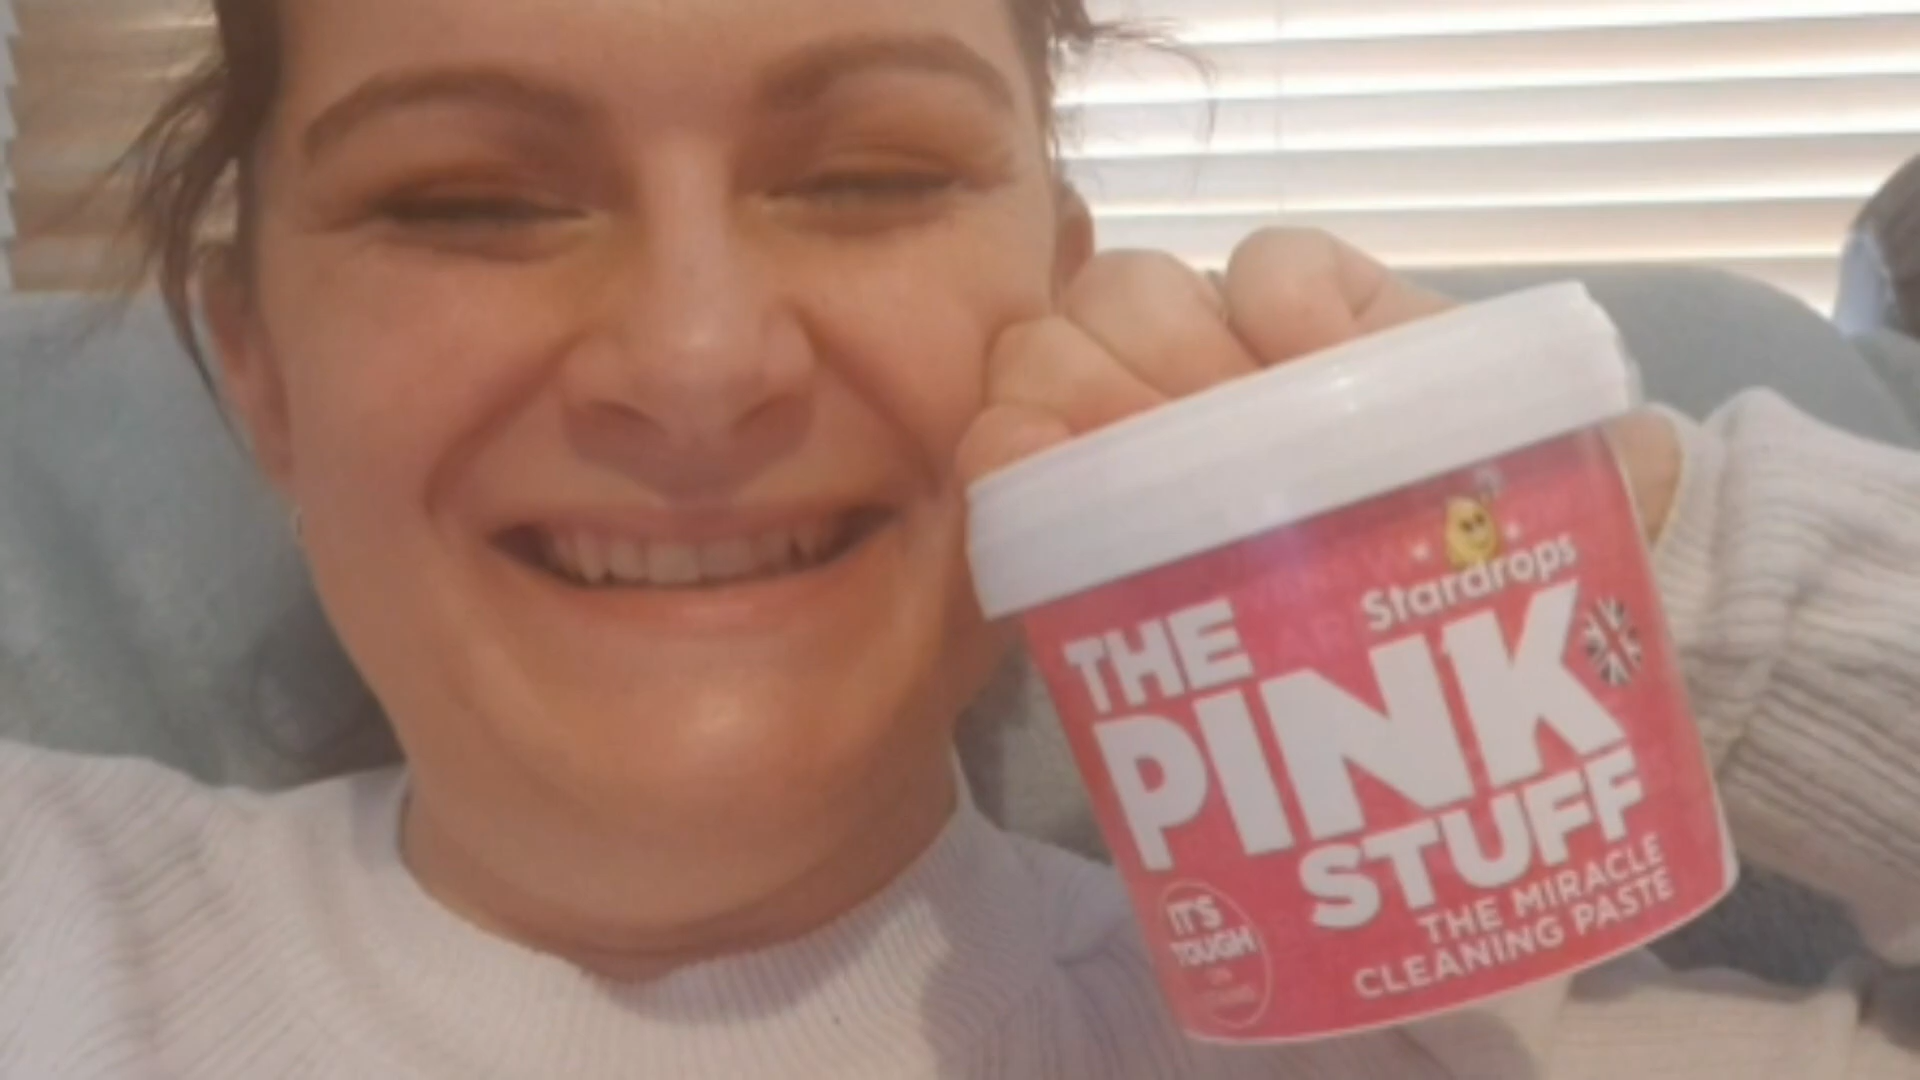 Stardrops
THE
PINK
STUFF
THE MIRACLE
CLEANING PASTE
IT'S
TOUGH